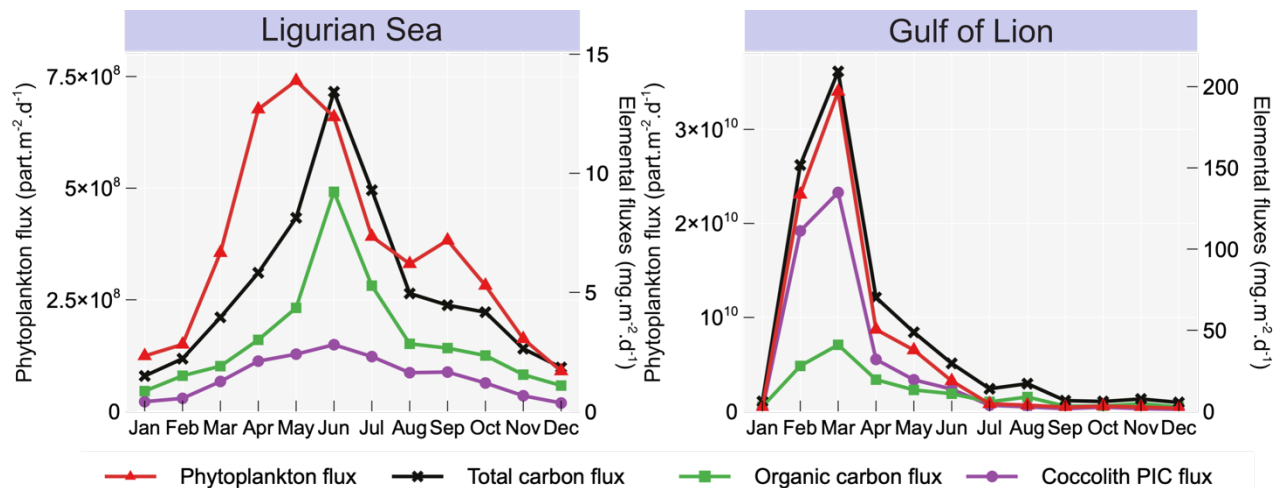 Ligurian Sea
Phytoplankton flux (part.m⁻².d⁻¹)
7.5×10⁸
5×10⁸
2.5×10⁸
0
15
10
5
0
Elemental fluxes (mg.m⁻².d⁻¹)
Jan Feb Mar Apr May Jun Jul Aug Sep Oct Nov Dec
Gulf of Lion
Phytoplankton flux (part.m⁻².d⁻¹)
3×10¹⁰
2×10¹⁰
10¹⁰
0
200
150
100
50
0
Elemental fluxes (mg.m⁻².d⁻¹)
Jan Feb Mar Apr May Jun Jul Aug Sep Oct Nov Dec
Phytoplankton flux Total carbon flux Organic carbon flux Coccolith PIC flux